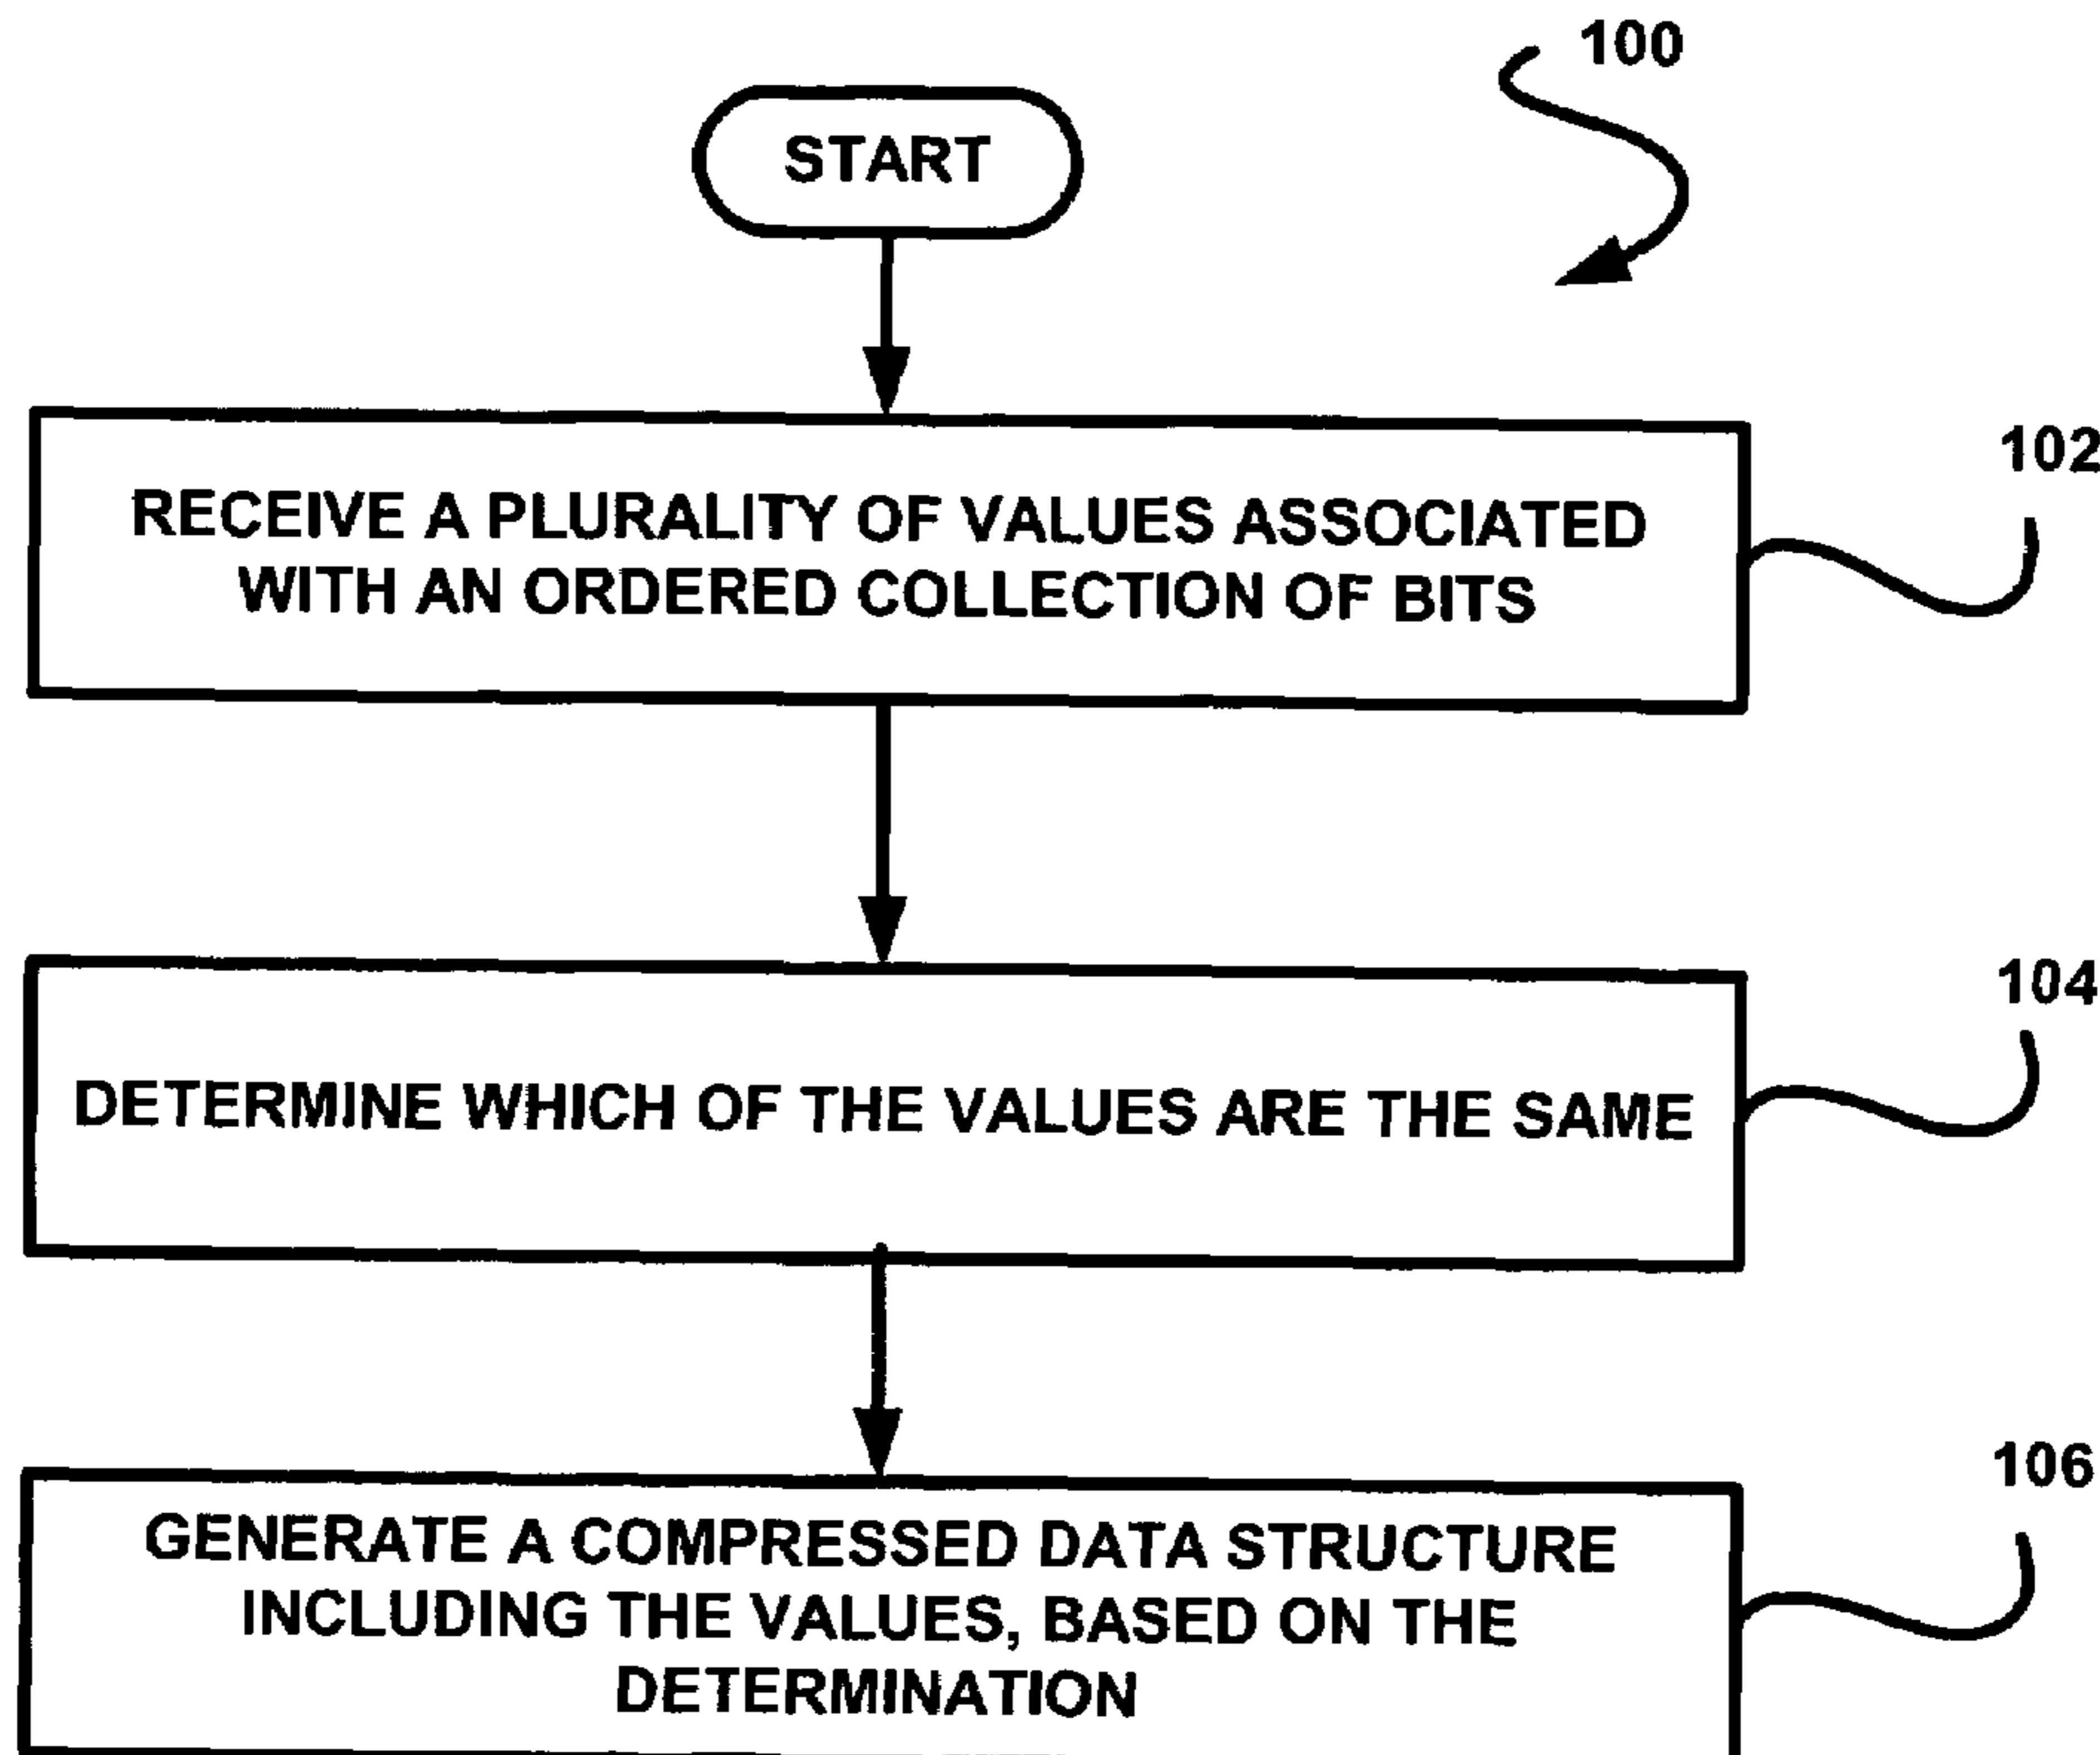 100
START
102
RECEIVE A PLURALITY OF VALUES ASSOCIATED
WITH AN ORDERED COLLECTION OF BITS
104
DETERMINE WHICH OF THE VALUES ARE THE SAME
106
GENERATE A COMPRESSED DATA STRUCTURE
INCLUDING THE VALUES, BASED ON THE
DETERMINATION